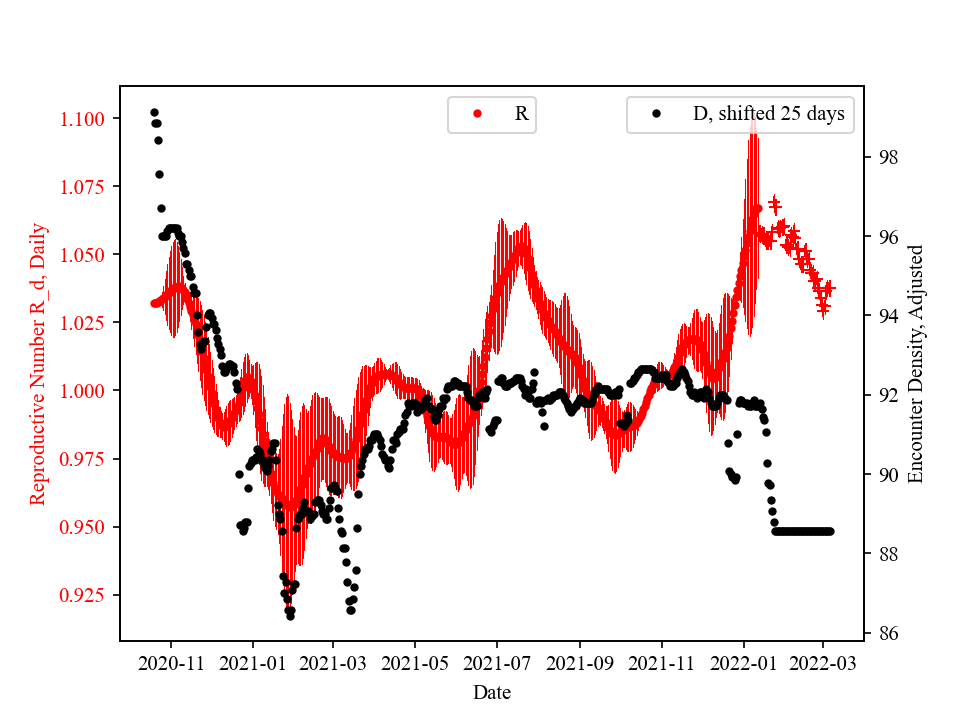 R
D, shifted 25 days
1.100
1.075
1.050
1.025
1.000
0.975
0.950
0.925
Reproductive Number R_d, Daily
98
96
94
92
90
88
86
Encounter Density, Adjusted
2020-11 2021-01 2021-03 2021-05 2021-07 2021-09 2021-11 2022-01 2022-03
Date